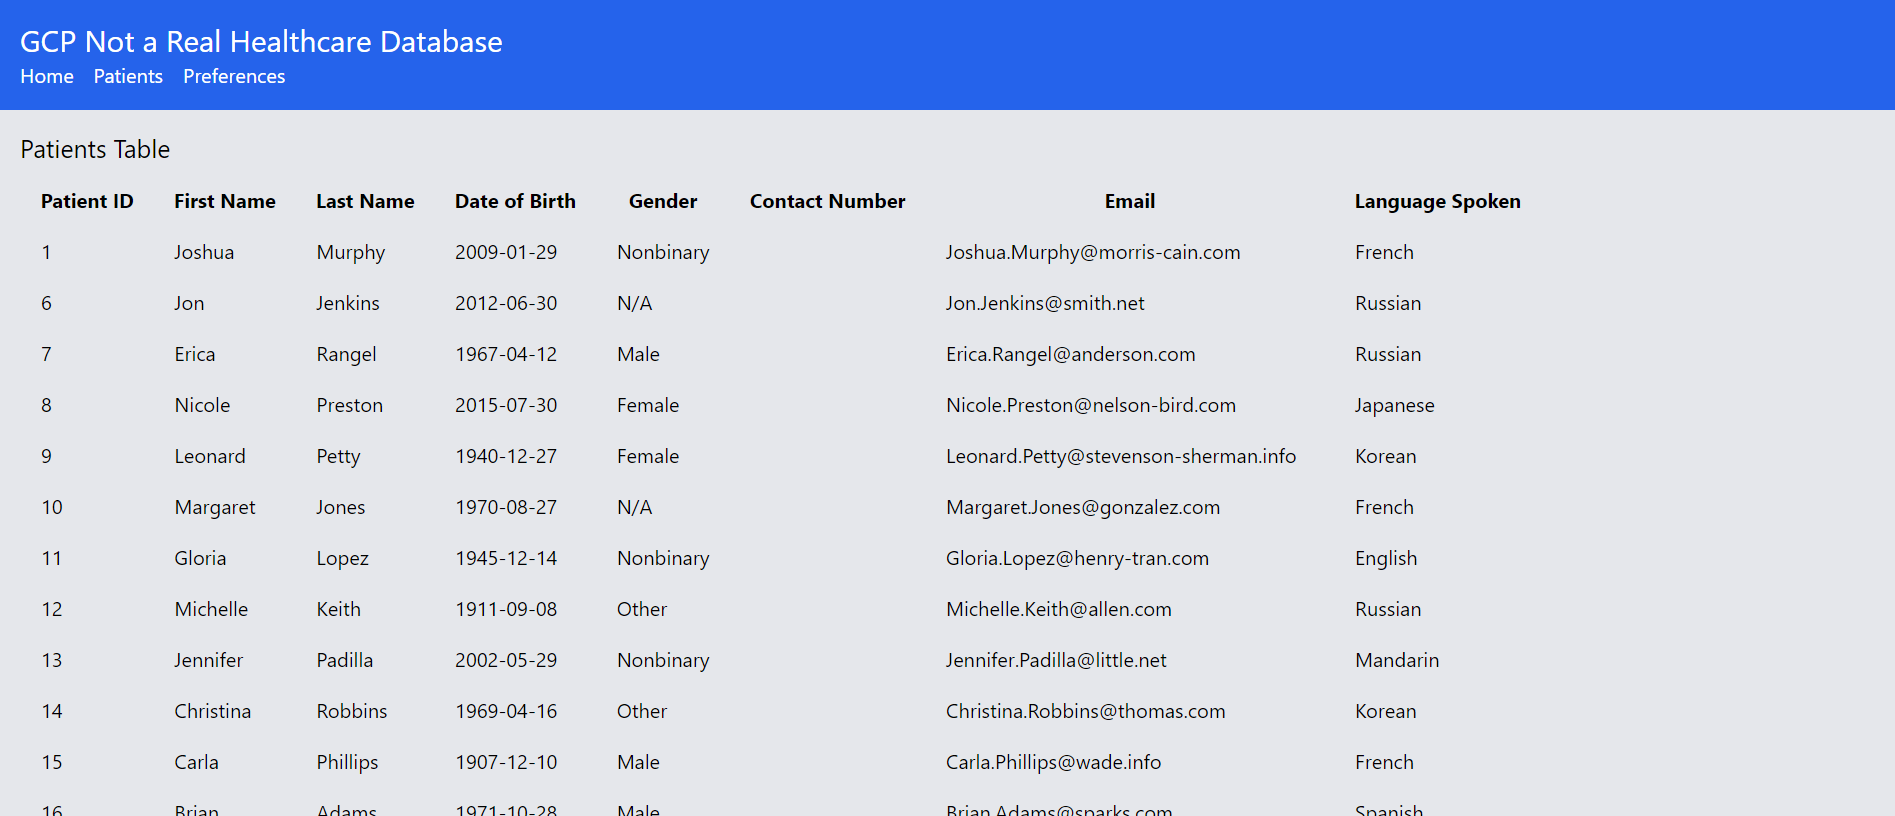 GCP Not a Real Healthcare Database
Home Patients Preferences
Patients Table
Patient ID First Name Last Name Date of Birth Gender Contact Number Email Language Spoken
1 Joshua Murphy 2009-01-29 Nonbinary Joshua.Murphy@morris-cain.com French
6 Jon Jenkins 2012-06-30 N/A Jon.Jenkins@smith.net Russian
7 Erica Rangel 1967-04-12 Male Erica.Rangel@anderson.com Russian
8 Nicole Preston 2015-07-30 Female Nicole.Preston@nelson-bird.com Japanese
9 Leonard Petty 1940-12-27 Female Leonard.Petty@stevenson-sherman.info Korean
10 Margaret Jones 1970-08-27 N/A Margaret.Jones@gonzalez.com French
11 Gloria Lopez 1945-12-14 Nonbinary Gloria.Lopez@henry-tran.com English
12 Michelle Keith 1911-09-08 Other Michelle.Keith@allen.com Russian
13 Jennifer Padilla 2002-05-29 Nonbinary Jennifer.Padilla@little.net Mandarin
14 Christina Robbins 1969-04-16 Other Christina.Robbins@thomas.com Korean
15 Carla Phillips 1907-12-10 Male Carla.Phillips@wade.info French
16 Brian Adams 1971-10-28 Male Brian.Adams@sparks.com Spanish